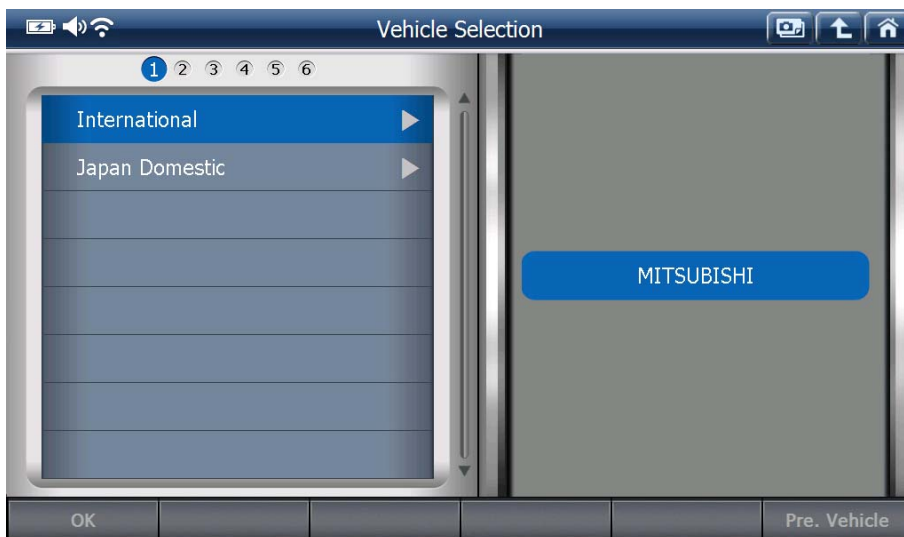 Vehicle Selection
1 2 3 4 5 6
International
Japan Domestic
MITSUBISHI
OK
Pre. Vehicle